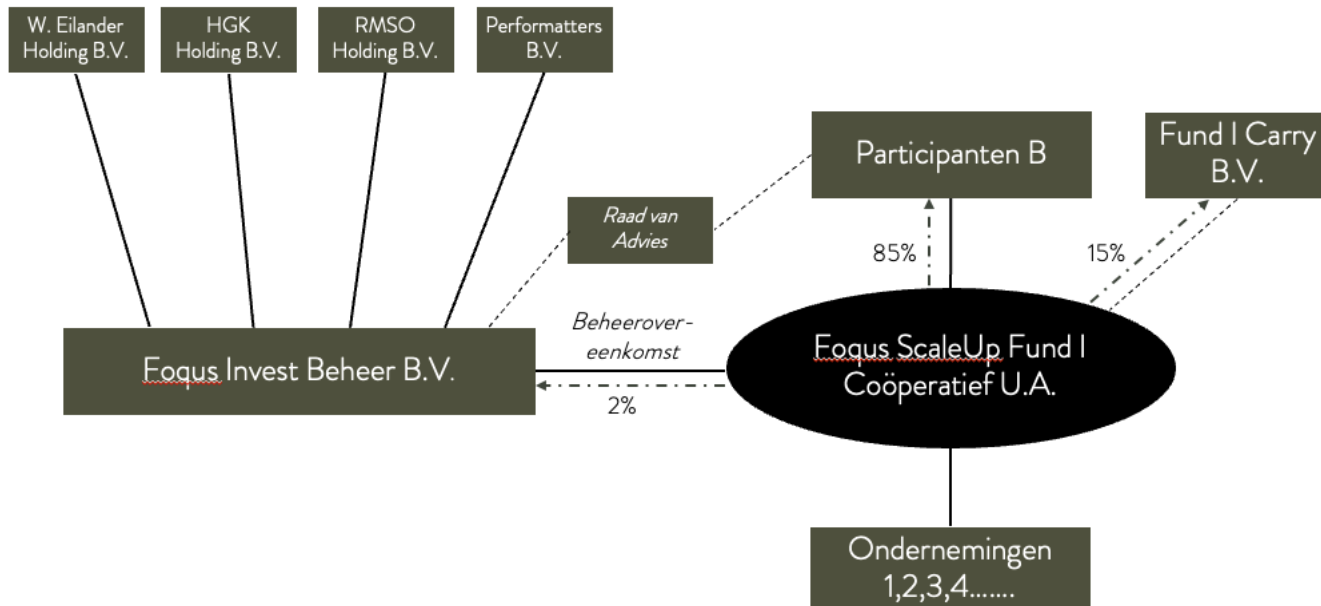 W. Eilander
Holding B.V.
HGK
Holding B.V.
RMSO
Holding B.V.
Performatters
B.V.
Participanten B
Fund I Carry
B.V.
Raad van
Advies
85%
15%
Beheerover-
eenkomst
Foqus Invest Beheer B.V.
2%
Foqus ScaleUp Fund I
Coöperatief U.A.
Ondernemingen
1,2,3,4.......